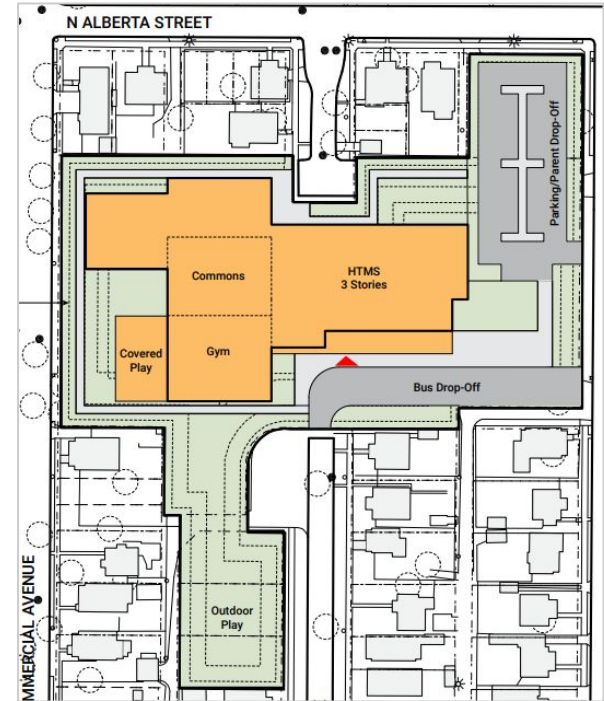 N ALBERTA STREET
Parking/Parent Drop-Off
Commons
HTMS
3 Stories
Covered
Play
Gym
Bus Drop-Off
Outdoor
Play
MMERCIAL AVENUE